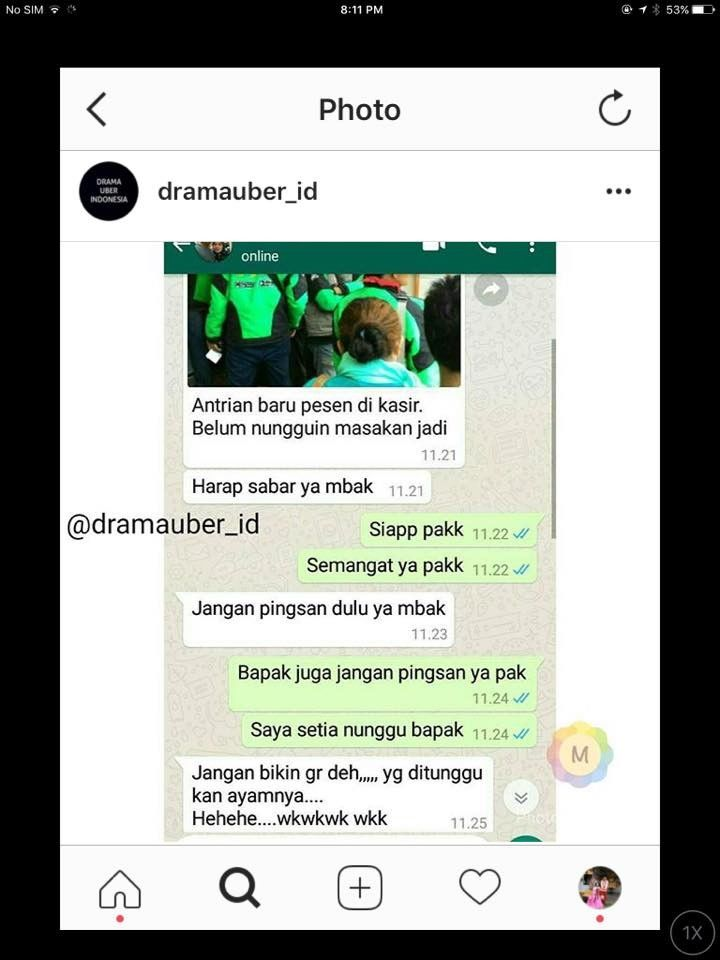 No SIM
8:11 PM
53%
Photo
DRAMA
UBER
INDONESIA
dramauber_id
online
Antrian baru pesen di kasir.
Belum nungguin masakan jadi
11.21
Harap sabar ya mbak 11.21
@dramauber_id
Siapp pakk 11.22
Semangat ya pakk 11.22
Jangan pingsan dulu ya mbak
11.23
Bapak juga jangan pingsan ya pak
11.24
Saya setia nunggu bapak 11.24
M
Jangan bikin gr deh,,,,, yg ditunggu
kan ayamnya....
Hehehe....wkwkwk wkk
11.25
1X